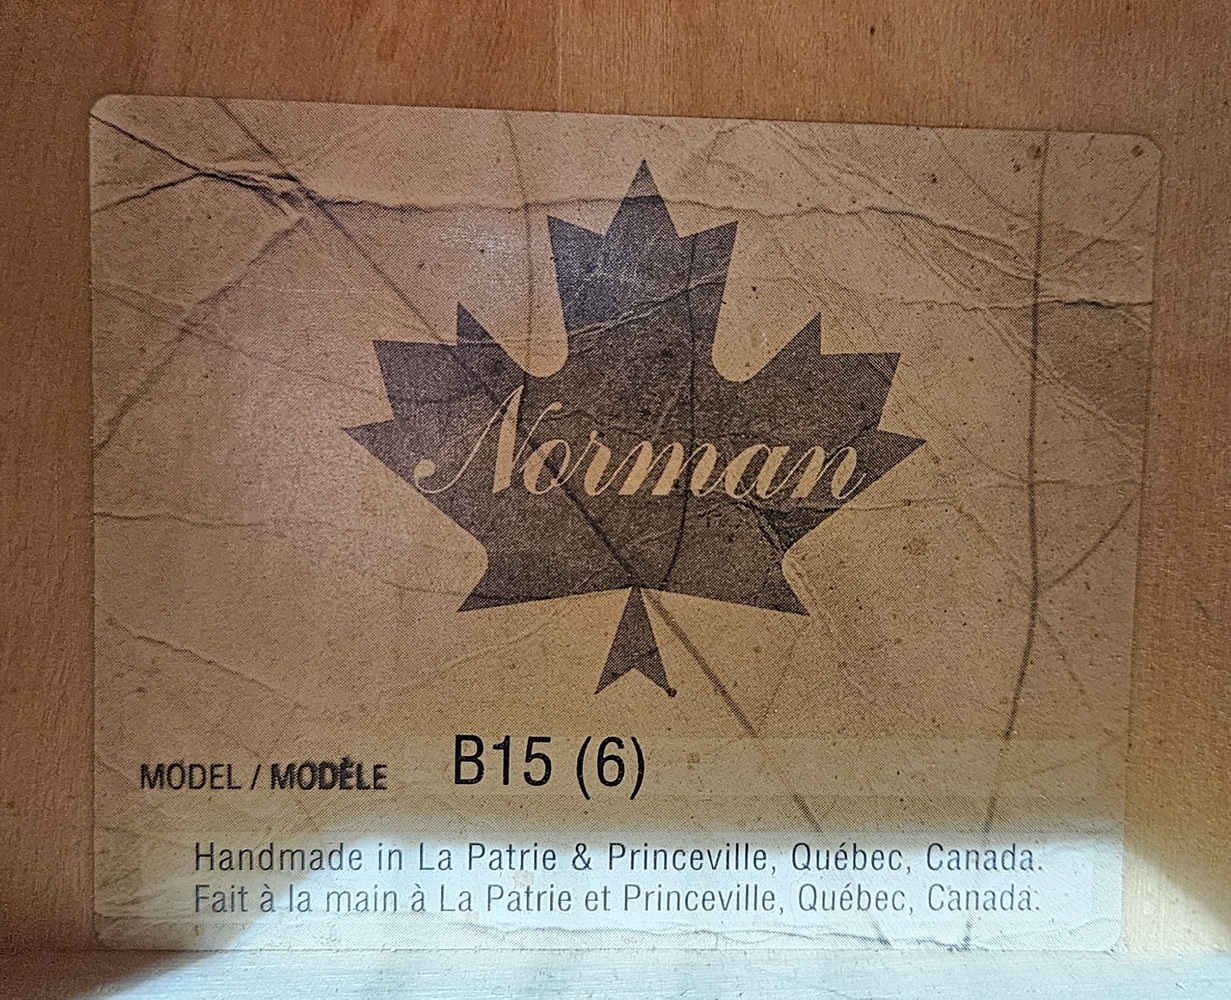 Norman
MODEL / MODÈLE B15 (6)
Handmade in La Patrie & Princeville, Québec, Canada.
Fait à la main à La Patrie et Princeville, Québec, Canada.